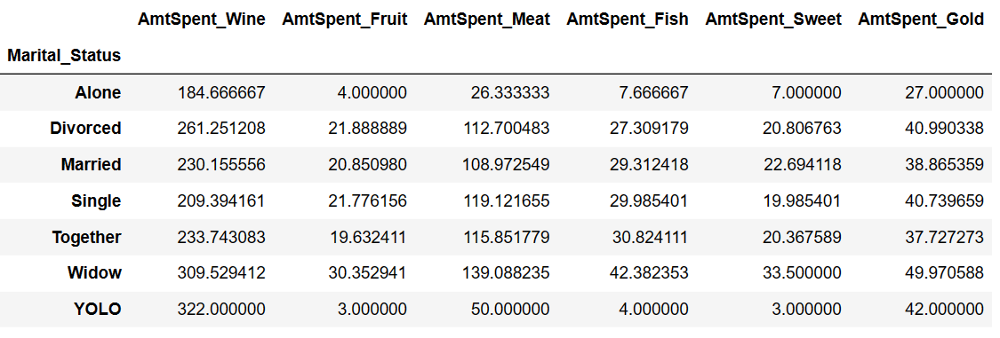 AmtSpent_Wine AmtSpent_Fruit AmtSpent_Meat AmtSpent_Fish AmtSpent_Sweet AmtSpent_Gold
Marital_Status
Alone 184.666667 4.000000 26.333333 7.666667 7.000000 27.000000
Divorced 261.251208 21.888889 112.700483 27.309179 20.806763 40.990338
Married 230.155556 20.850980 108.972549 29.312418 22.694118 38.865359
Single 209.394161 21.776156 119.121655 29.985401 19.985401 40.739659
Together 233.743083 19.632411 115.851779 30.824111 20.367589 37.727273
Widow 309.529412 30.352941 139.088235 42.382353 33.500000 49.970588
YOLO 322.000000 3.000000 50.000000 4.000000 3.000000 42.000000